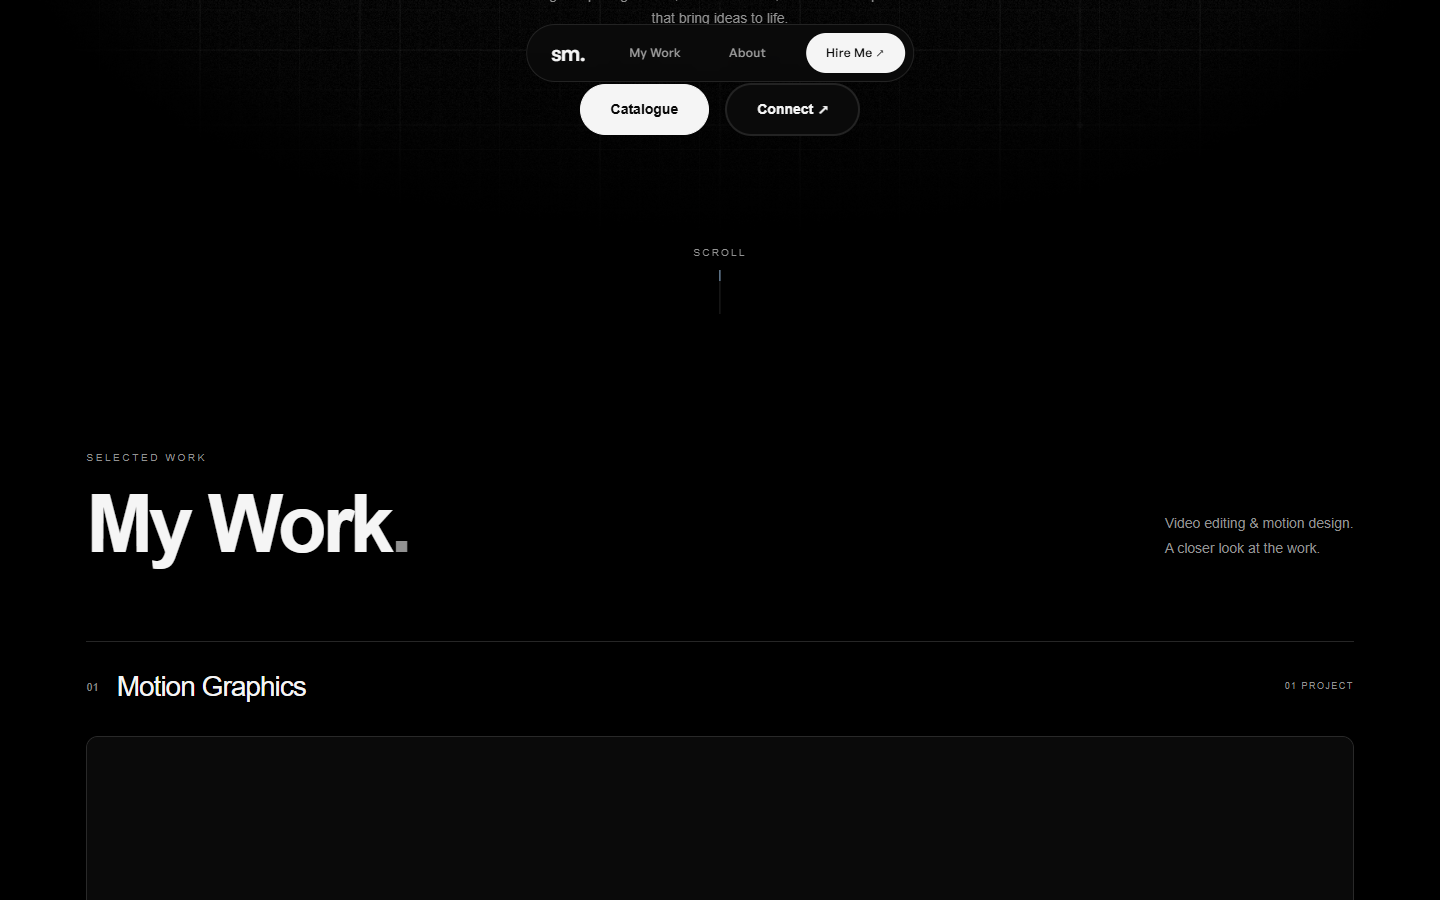 that bring ideas to life.
sm.
My Work
About
Hire Me ↗
Catalogue
Connect ↗
SCROLL
SELECTED WORK
My Work.
Video editing & motion design.
A closer look at the work.
01 Motion Graphics
01 PROJECT